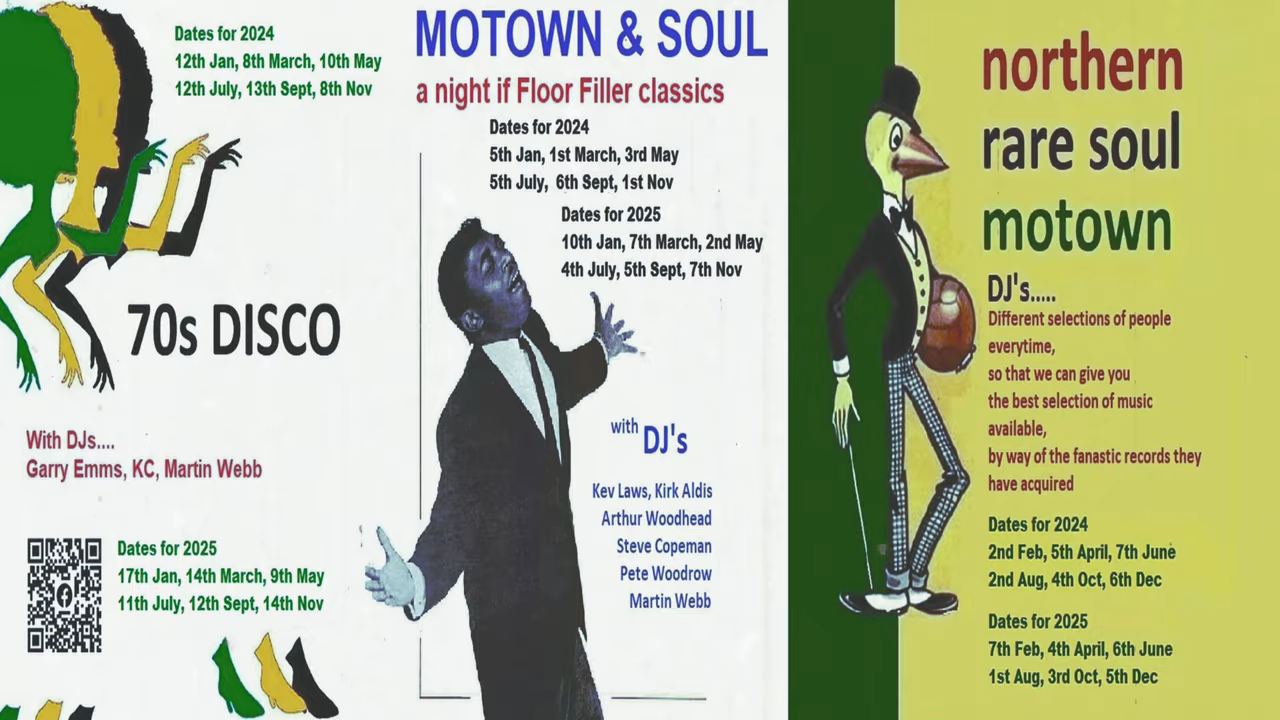 Dates for 2024
12th Jan, 8th March, 10th May
12th July, 13th Sept, 8th Nov
70s DISCO
With DJs....
Garry Emms, KC, Martin Webb
Dates for 2025
17th Jan, 14th March, 9th May
11th July, 12th Sept, 14th Nov
MOTOWN & SOUL
a night if Floor Filler classics
Dates for 2024
5th Jan, 1st March, 3rd May
5th July, 6th Sept, 1st Nov
Dates for 2025
10th Jan, 7th March, 2nd May
4th July, 5th Sept, 7th Nov
with DJ's
Kev Laws, Kirk Aldis
Arthur Woodhead
Steve Copeman
Pete Woodrow
Martin Webb
northern
rare soul
motown
DJ's.....
Different selections of people
everytime,
so that we can give you
the best selection of music
available,
by way of the fanastic records they
have acquired
Dates for 2024
2nd Feb, 5th April, 7th June
2nd Aug, 4th Oct, 6th Dec
Dates for 2025
7th Feb, 4th April, 6th June
1st Aug, 3rd Oct, 5th Dec